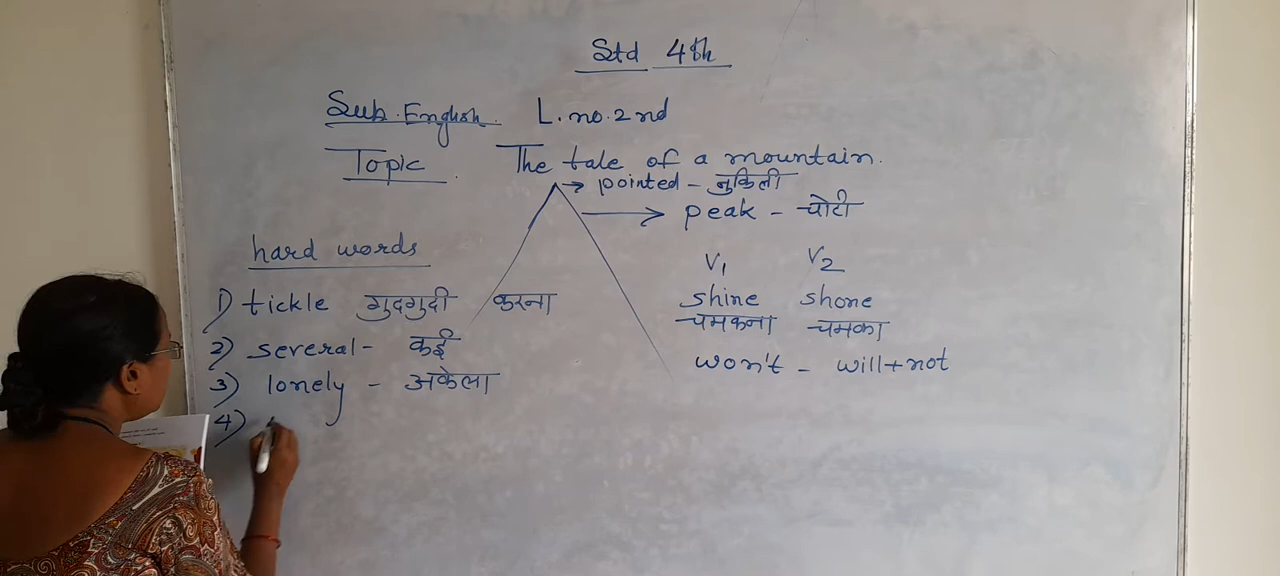 Std 4th
Sub. English. L. no. 2nd
Topic. The tale of a mountain.
→ pointed - नुकिली
→ peak - चोटी
hard words
1) tickle गुदगुदी करना
2) several - कई
3) lonely - अकेला
4)
V1 V2
shine shone
चमकना चमका
won't - will + not